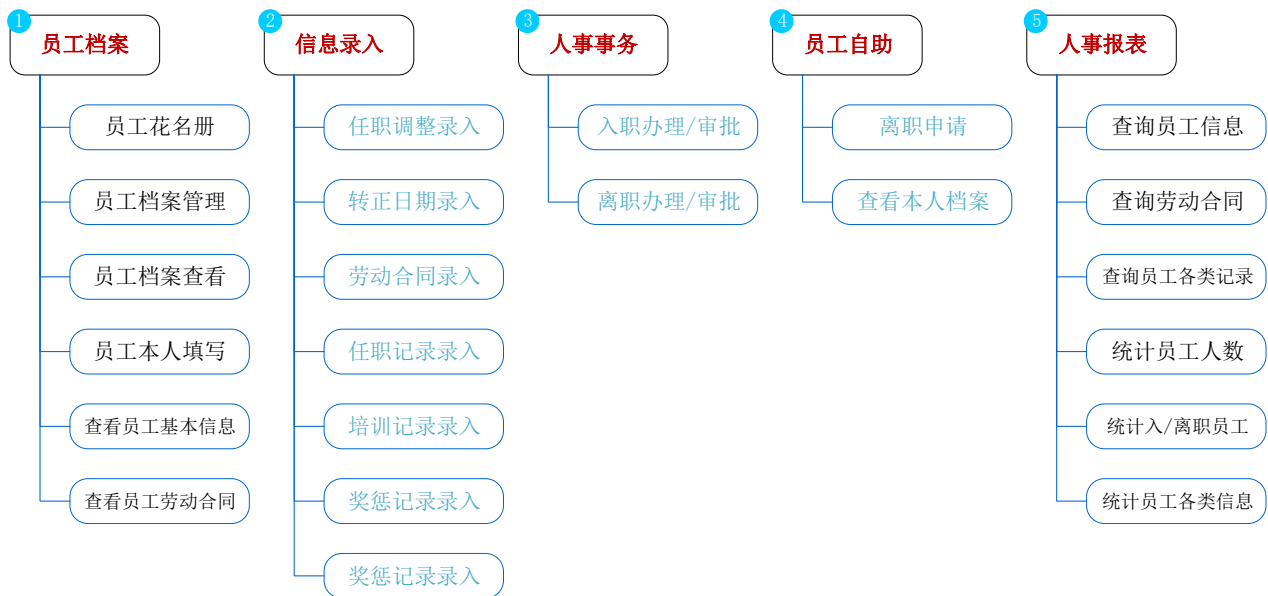 1
员工档案
员工花名册
员工档案管理
员工档案查看
员工本人填写
查看员工基本信息
查看员工劳动合同
2
信息录入
任职调整录入
转正日期录入
劳动合同录入
任职记录录入
培训记录录入
奖惩记录录入
奖惩记录录入
3
人事事务
入职办理/审批
离职办理/审批
4
员工自助
离职申请
查看本人档案
5
人事报表
查询员工信息
查询劳动合同
查询员工各类记录
统计员工人数
统计入/离职员工
统计员工各类信息